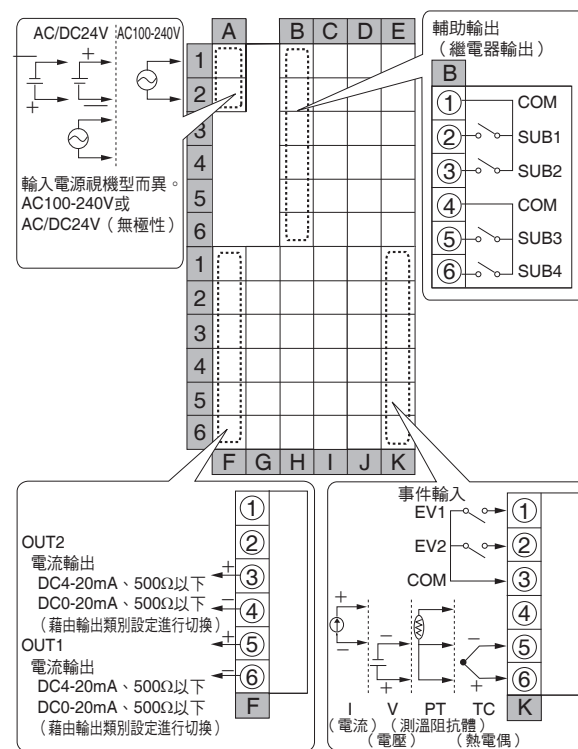 AC/DC24V AC100-240V
+
+
輸入電源視機型而異。
AC100-240V或
AC/DC24V（無極性）
A B C D E
1
2
3
4
5
6
1
2
3
4
5
6
F G H I J K
輔助輸出
（繼電器輸出）
B
① COM
② SUB1
③ SUB2
④ COM
⑤ SUB3
⑥ SUB4
①
②
OUT2
電流輸出
DC4-20mA、500Ω以下 + ③
DC0-20mA、500Ω以下 − ④
（藉由輸出類別設定進行切換）
OUT1 + ⑤
電流輸出 − ⑥
DC4-20mA、500Ω以下
DC0-20mA、500Ω以下 F
（藉由輸出類別設定進行切換）
事件輸入
EV1 ①
EV2 ②
COM ③
④
+ − − ⑤
− + + ⑥
I V PT TC K
（電流） （測溫阻抗體）
（電壓） （熱電偶）